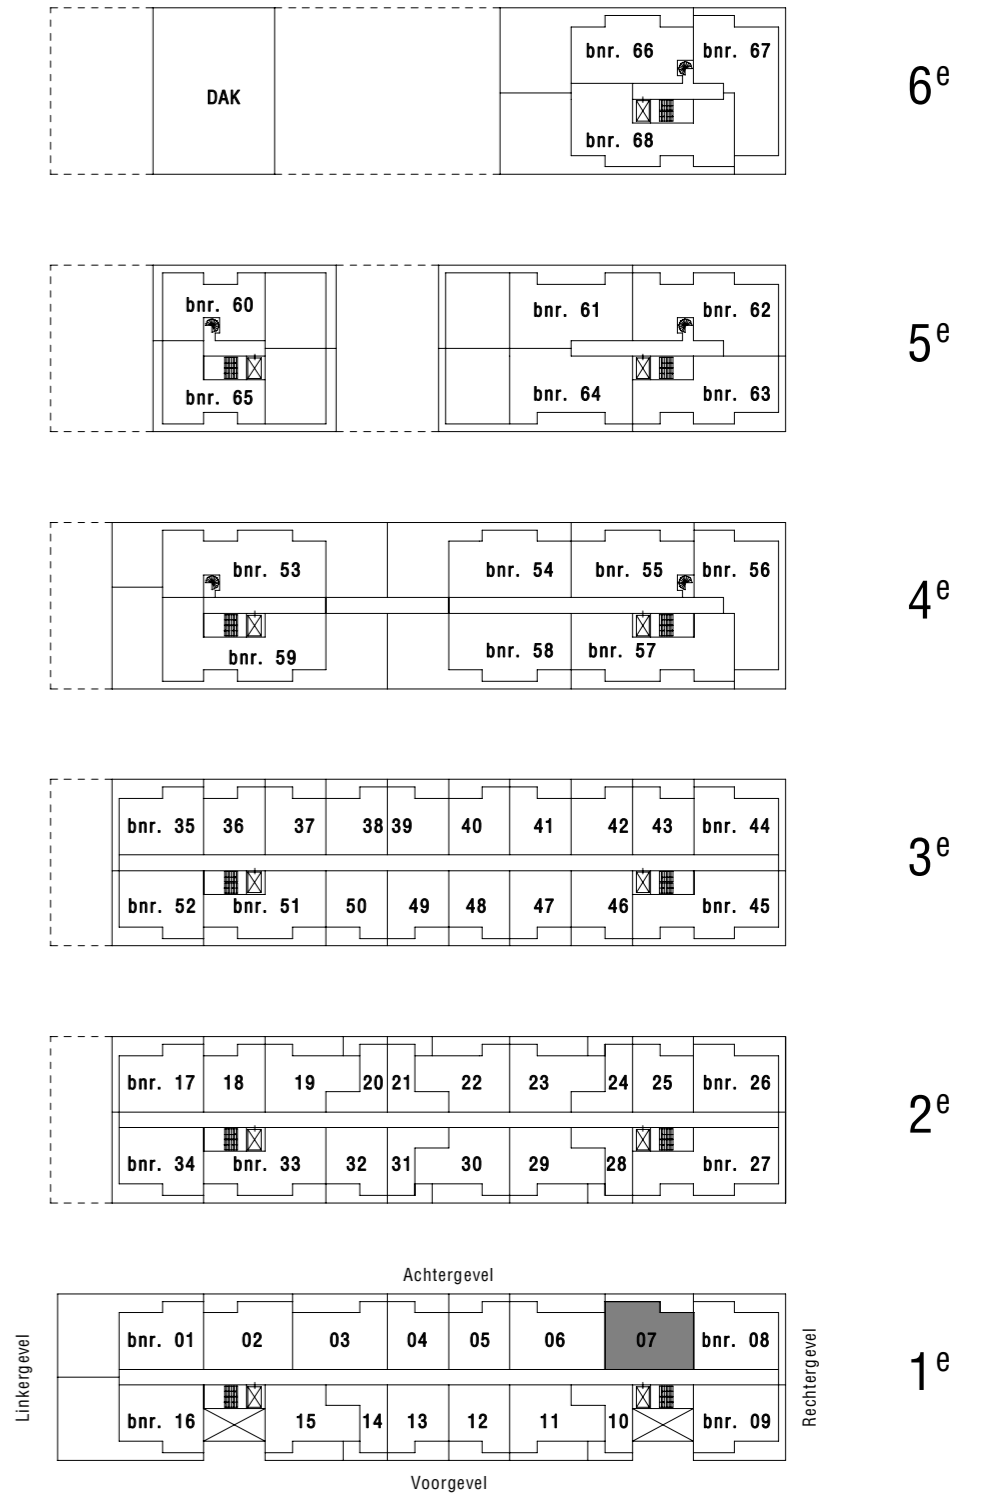 bnr. 66 bnr. 67
6e
DAK
bnr. 68
bnr. 60 bnr. 61 bnr. 62
5e
bnr. 65 bnr. 64 bnr. 63
bnr. 53 bnr. 54 bnr. 55 bnr. 56
4e
bnr. 59 bnr. 58 bnr. 57
bnr. 35 36 37 38 39 40 41 42 43 bnr. 44
3e
bnr. 52 bnr. 51 50 49 48 47 46 bnr. 45
bnr. 17 18 19 20 21 22 23 24 25 bnr. 26
2e
bnr. 34 bnr. 33 32 31 30 29 28 bnr. 27
Achtergevel
bnr. 01 02 03 04 05 06 07 bnr. 08
Linkergevel
Rechtergevel
1e
bnr. 16 15 14 13 12 11 10 bnr. 09
Voorgevel